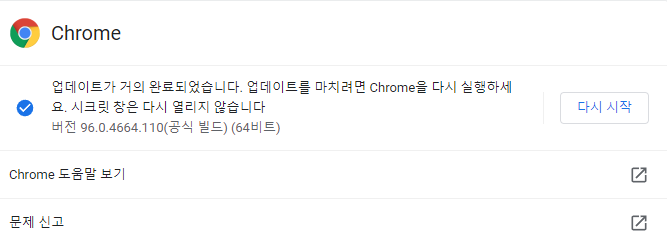 Chrome
업데이트가 거의 완료되었습니다. 업데이트를 마치려면 Chrome을 다시 실행하세
요. 시크릿 창은 다시 열리지 않습니다
다시 시작
버전 96.0.4664.110(공식 빌드) (64비트)
Chrome 도움말 보기
문제 신고